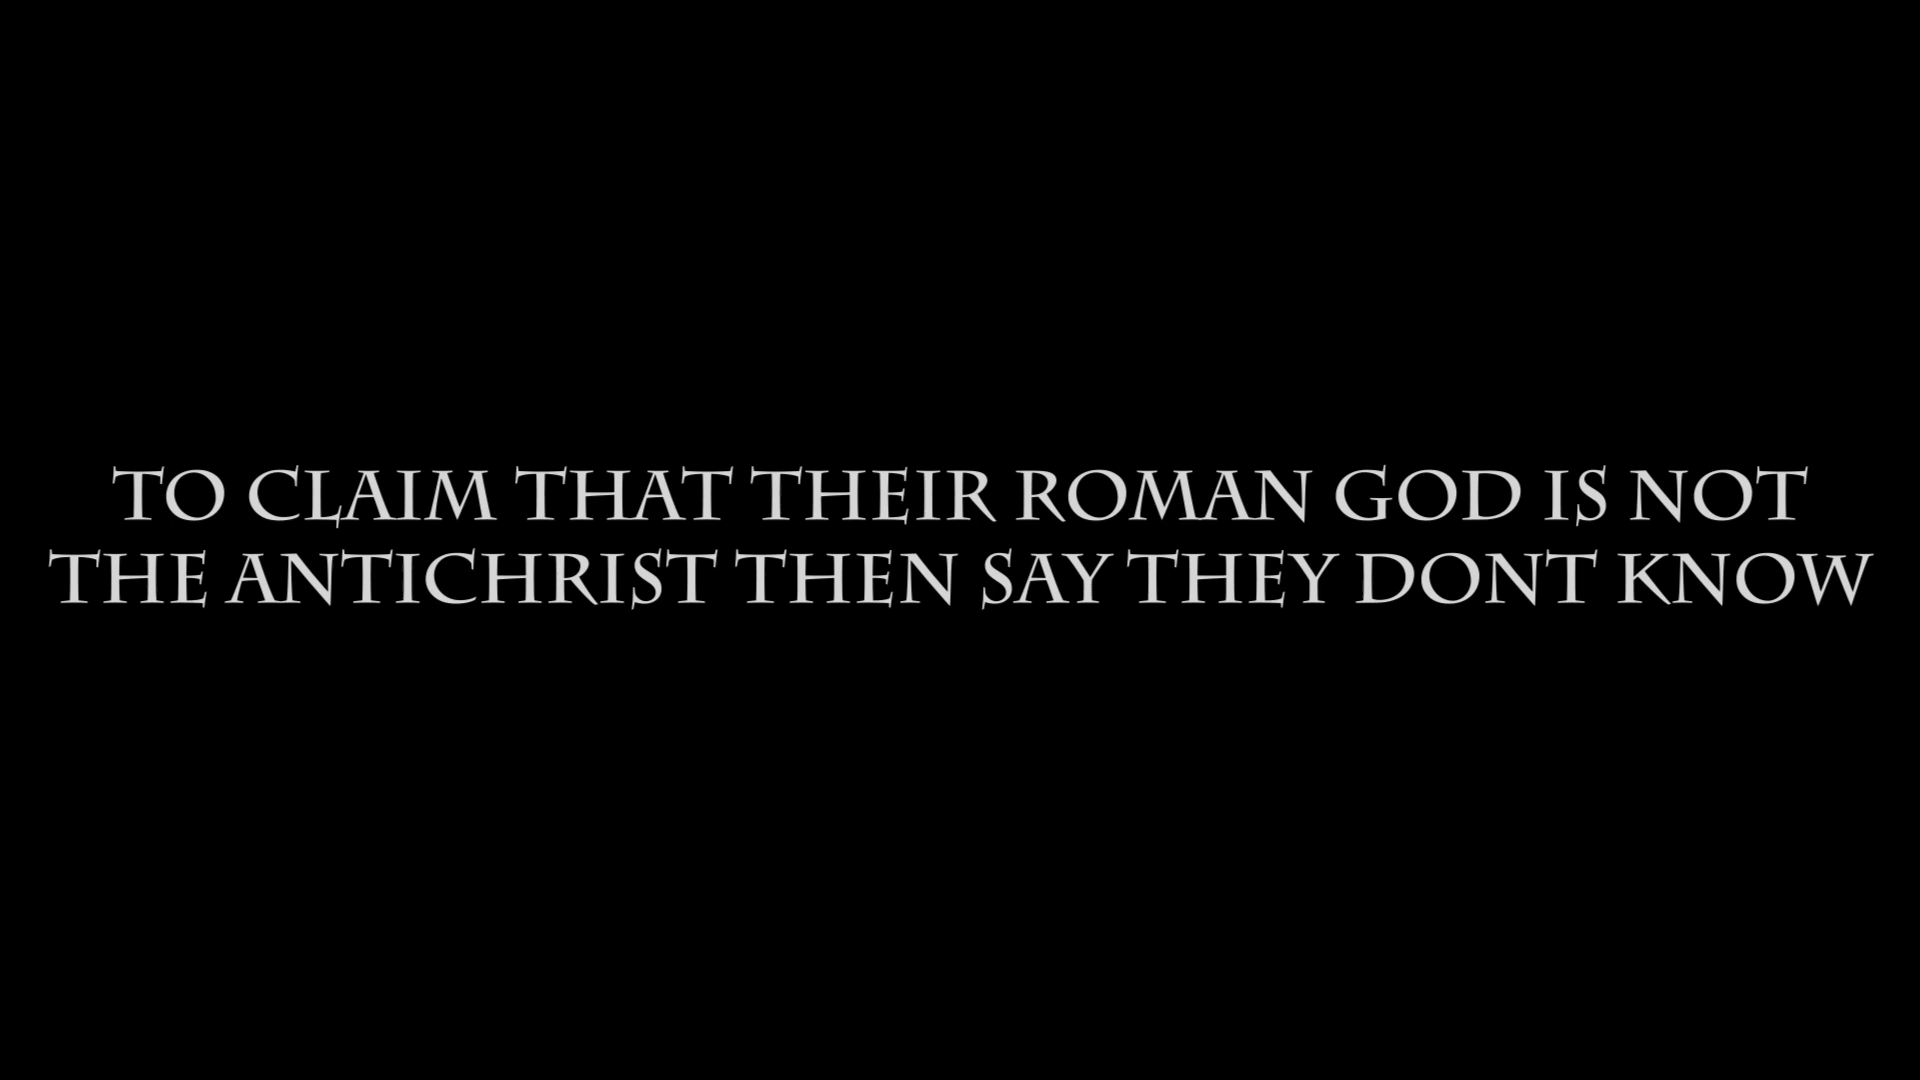 TO CLAIM THAT THEIR ROMAN GOD IS NOT
THE ANTICHRIST THEN SAY THEY DONT KNOW